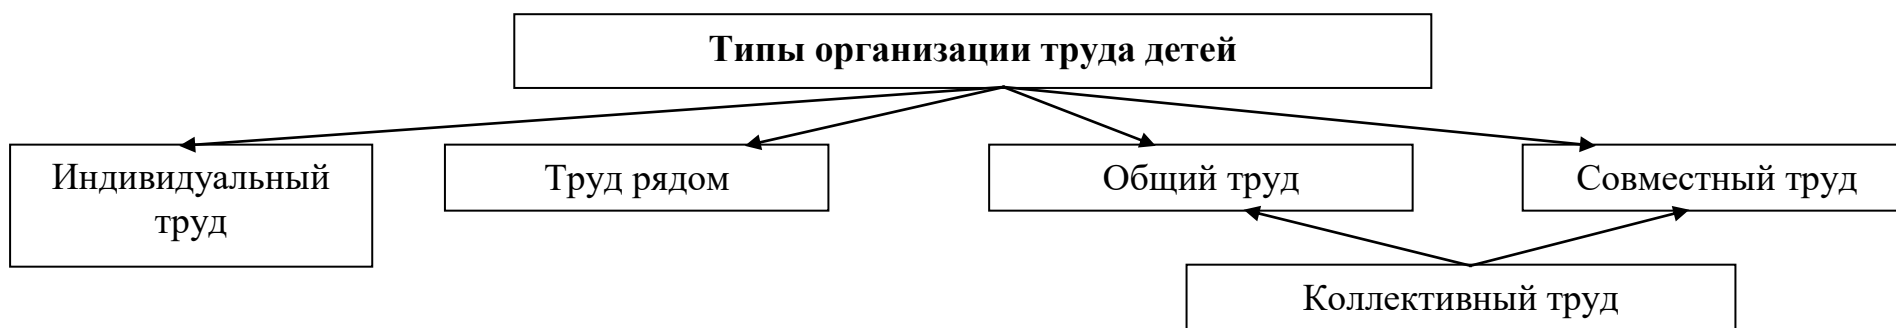 Типы организации труда детей
Индивидуальный
труд
Труд рядом
Общий труд
Совместный труд
Коллективный труд